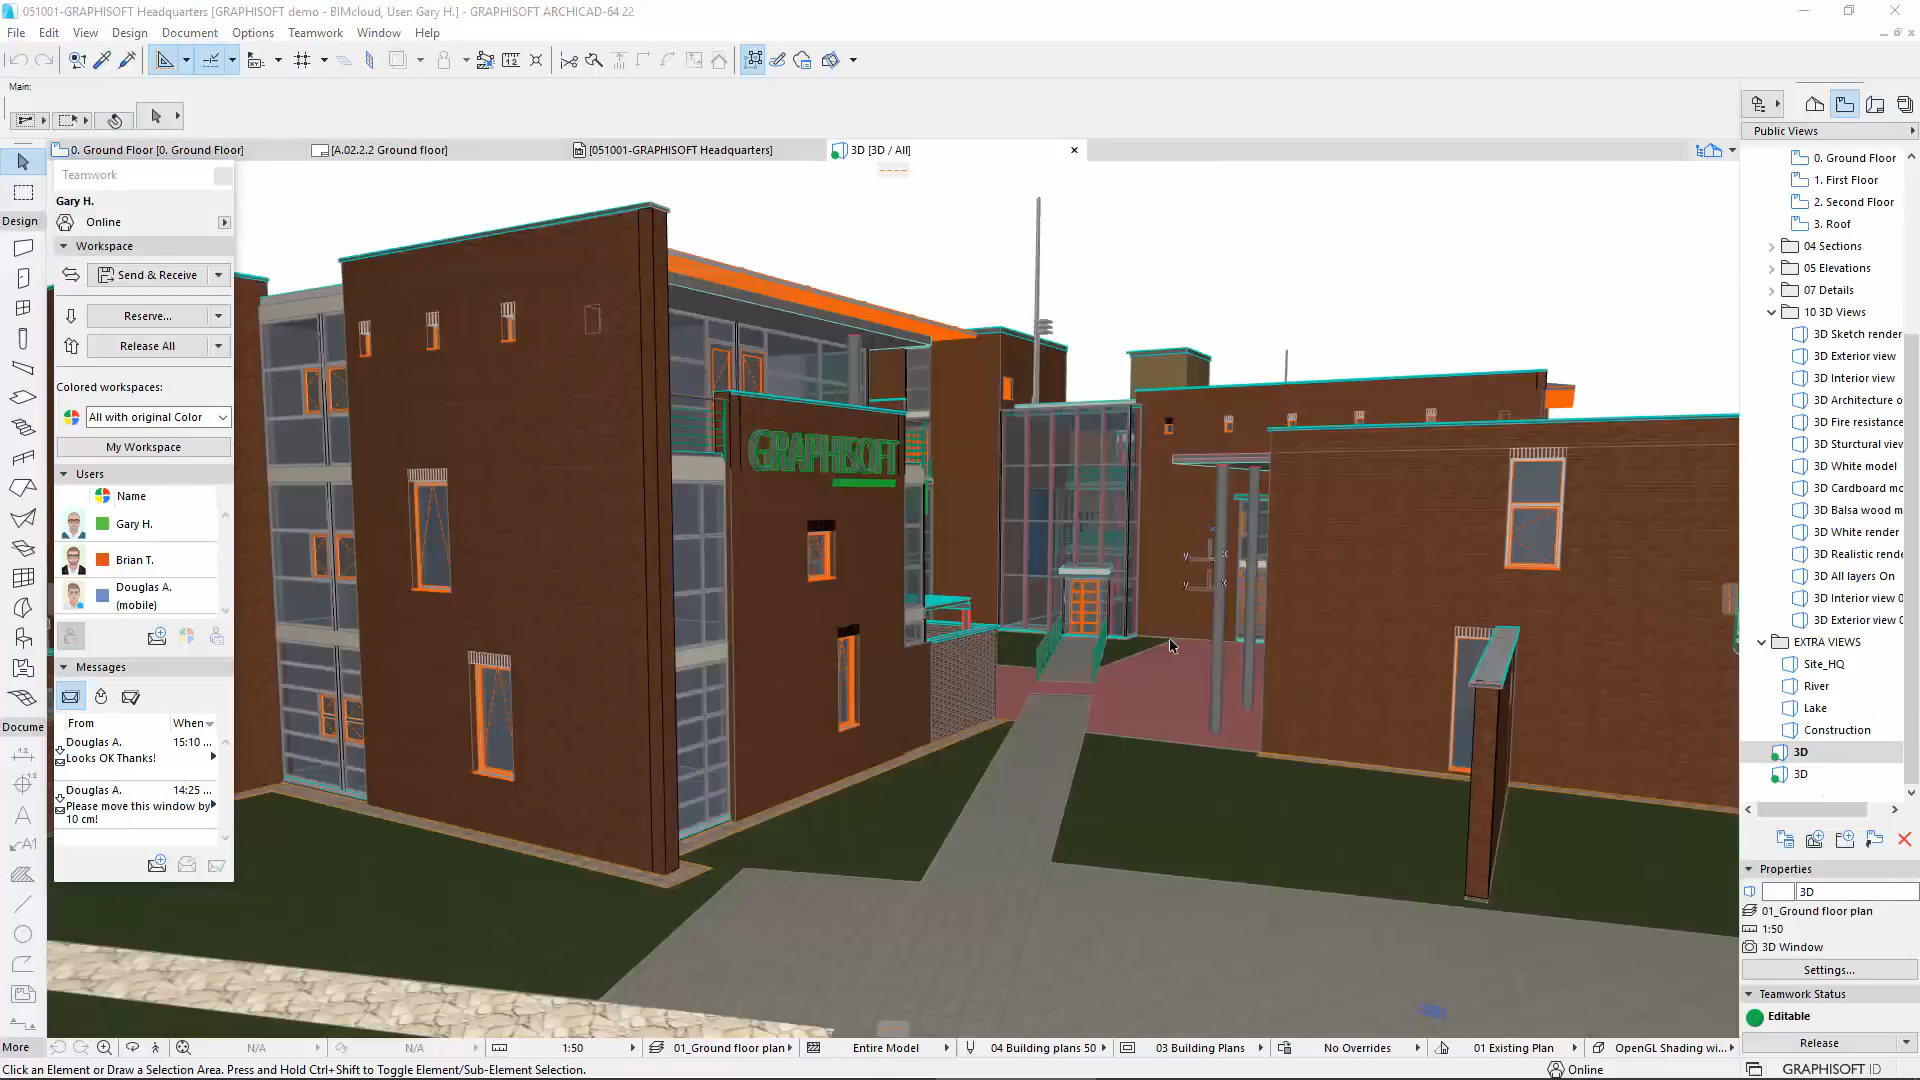 051001-GRAPHISOFT Headquarters [GRAPHISOFT demo - BIMcloud, User: Gary H.] - GRAPHISOFT ARCHICAD-64 22
File Edit View Design Document Options Teamwork Window Help
Main:
0. Ground Floor [0. Ground Floor]
[A.02.2.2 Ground floor]
[051001-GRAPHISOFT Headquarters]
3D [3D / All]
Design
Docume
More
Teamwork
Gary H.
Online
Workspace
Send & Receive
Reserve...
Release All
Colored workspaces:
All with original Color
My Workspace
Users
Name
Gary H.
Brian T.
Douglas A.
(mobile)
Messages
From When
Douglas A. 15:10 ...
Looks OK Thanks!
Douglas A. 14:25 ...
Please move this window by
10 cm!
GRAPHISOFT
Public Views
0. Ground Floor
1. First Floor
2. Second Floor
3. Roof
04 Sections
05 Elevations
07 Details
10 3D Views
3D Sketch render
3D Exterior view
3D Interior view
3D Architecture o
3D Fire resistance
3D Sturctural view
3D White model
3D Cardboard mo
3D Balsa wood m
3D White render
3D Realistic rende
3D All layers On
3D Interior view 0
3D Exterior view 0
EXTRA VIEWS
Site_HQ
River
Lake
Construction
3D
3D
Properties
3D
01_Ground floor plan
1:50
3D Window
Settings...
Teamwork Status
Editable
Release
N/A N/A 1:50 01_Ground floor plan Entire Model 04 Building plans 50 03 Building Plans No Overrides 01 Existing Plan OpenGL Shading wi...
Click an Element or Draw a Selection Area. Press and Hold Ctrl+Shift to Toggle Element/Sub-Element Selection.
Online
GRAPHISOFT ID